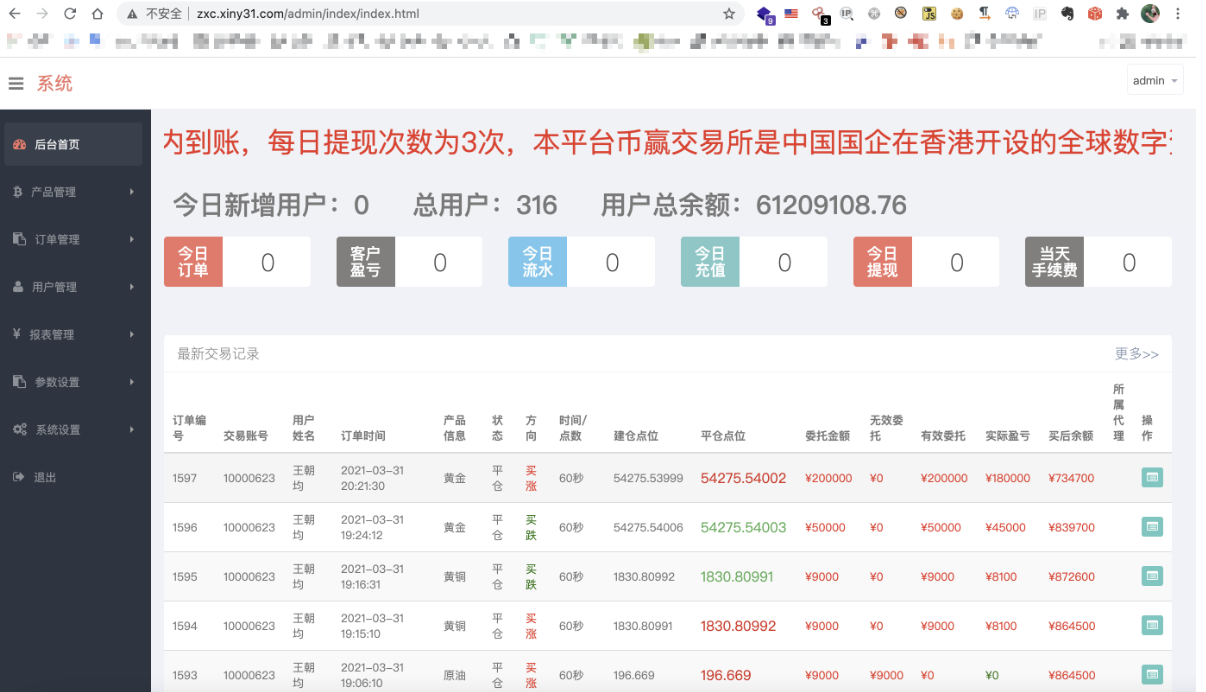 不安全 | zxc.xiny31.com/admin/index/index.html
系统
admin
后台首页
产品管理
订单管理
用户管理
报表管理
参数设置
系统设置
退出
内到账，每日提现次数为3次，本平台币赢交易所是中国国企在香港开设的全球数字
今日新增用户：0 总用户：316 用户总余额：61209108.76
今日订单 0
客户盈亏 0
今日流水 0
今日充值 0
今日提现 0
当天手续费 0
最新交易记录 更多>>
订单编号 交易账号 用户姓名 订单时间 产品信息 状态 方向 时间/点数 建仓点位 平仓点位 委托金额 无效委托 有效委托 实际盈亏 买后余额 所属代理 操作
1597 10000623 王朝均 2021-03-31 20:21:30 黄金 平仓 买涨 60秒 54275.53999 54275.54002 ¥200000 ¥0 ¥200000 ¥180000 ¥734700
1596 10000623 王朝均 2021-03-31 19:24:12 黄金 平仓 买跌 60秒 54275.54006 54275.54003 ¥50000 ¥0 ¥50000 ¥45000 ¥839700
1595 10000623 王朝均 2021-03-31 19:16:31 黄铜 平仓 买跌 60秒 1830.80992 1830.80991 ¥9000 ¥0 ¥9000 ¥8100 ¥872600
1594 10000623 王朝均 2021-03-31 19:15:10 黄铜 平仓 买涨 60秒 1830.80991 1830.80992 ¥9000 ¥0 ¥9000 ¥8100 ¥864500
1593 10000623 王朝均 2021-03-31 19:06:10 原油 平仓 买涨 60秒 196.669 196.669 ¥9000 ¥9000 ¥0 ¥0 ¥864500